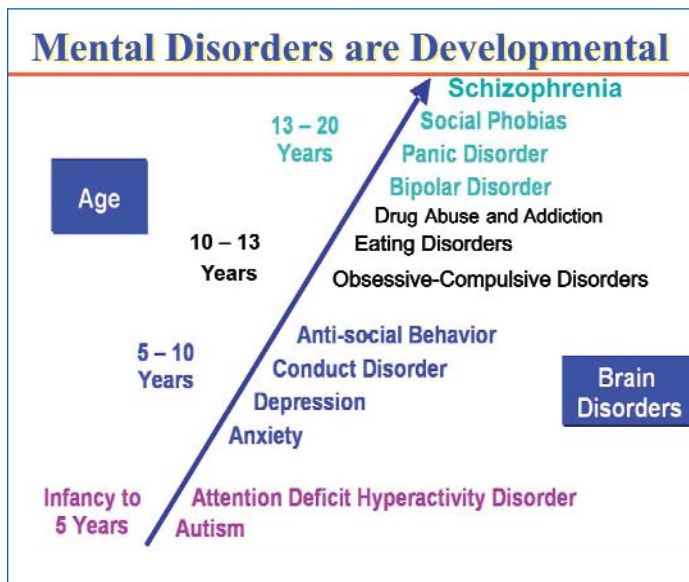 Mental Disorders are Developmental
Schizophrenia
13 – 20
Years
Social Phobias
Panic Disorder
Bipolar Disorder
Age
Drug Abuse and Addiction
10 – 13
Years
Eating Disorders
Obsessive-Compulsive Disorders
Anti-social Behavior
5 – 10
Years
Conduct Disorder
Depression
Anxiety
Brain
Disorders
Infancy to
5 Years
Attention Deficit Hyperactivity Disorder
Autism